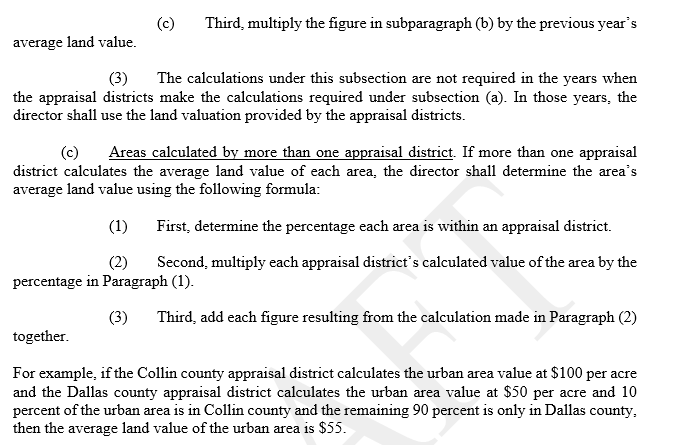 (c) Third, multiply the figure in subparagraph (b) by the previous year's
average land value.
(3) The calculations under this subsection are not required in the years when
the appraisal districts make the calculations required under subsection (a). In those years, the
director shall use the land valuation provided by the appraisal districts.
(c) Areas calculated by more than one appraisal district. If more than one appraisal
district calculates the average land value of each area, the director shall determine the area's
average land value using the following formula:
(1) First, determine the percentage each area is within an appraisal district.
(2) Second, multiply each appraisal district's calculated value of the area by the
percentage in Paragraph (1).
(3) Third, add each figure resulting from the calculation made in Paragraph (2)
together.
For example, if the Collin county appraisal district calculates the urban area value at $100 per acre
and the Dallas county appraisal district calculates the urban area value at $50 per acre and 10
percent of the urban area is in Collin county and the remaining 90 percent is only in Dallas county,
then the average land value of the urban area is $55.
AFT